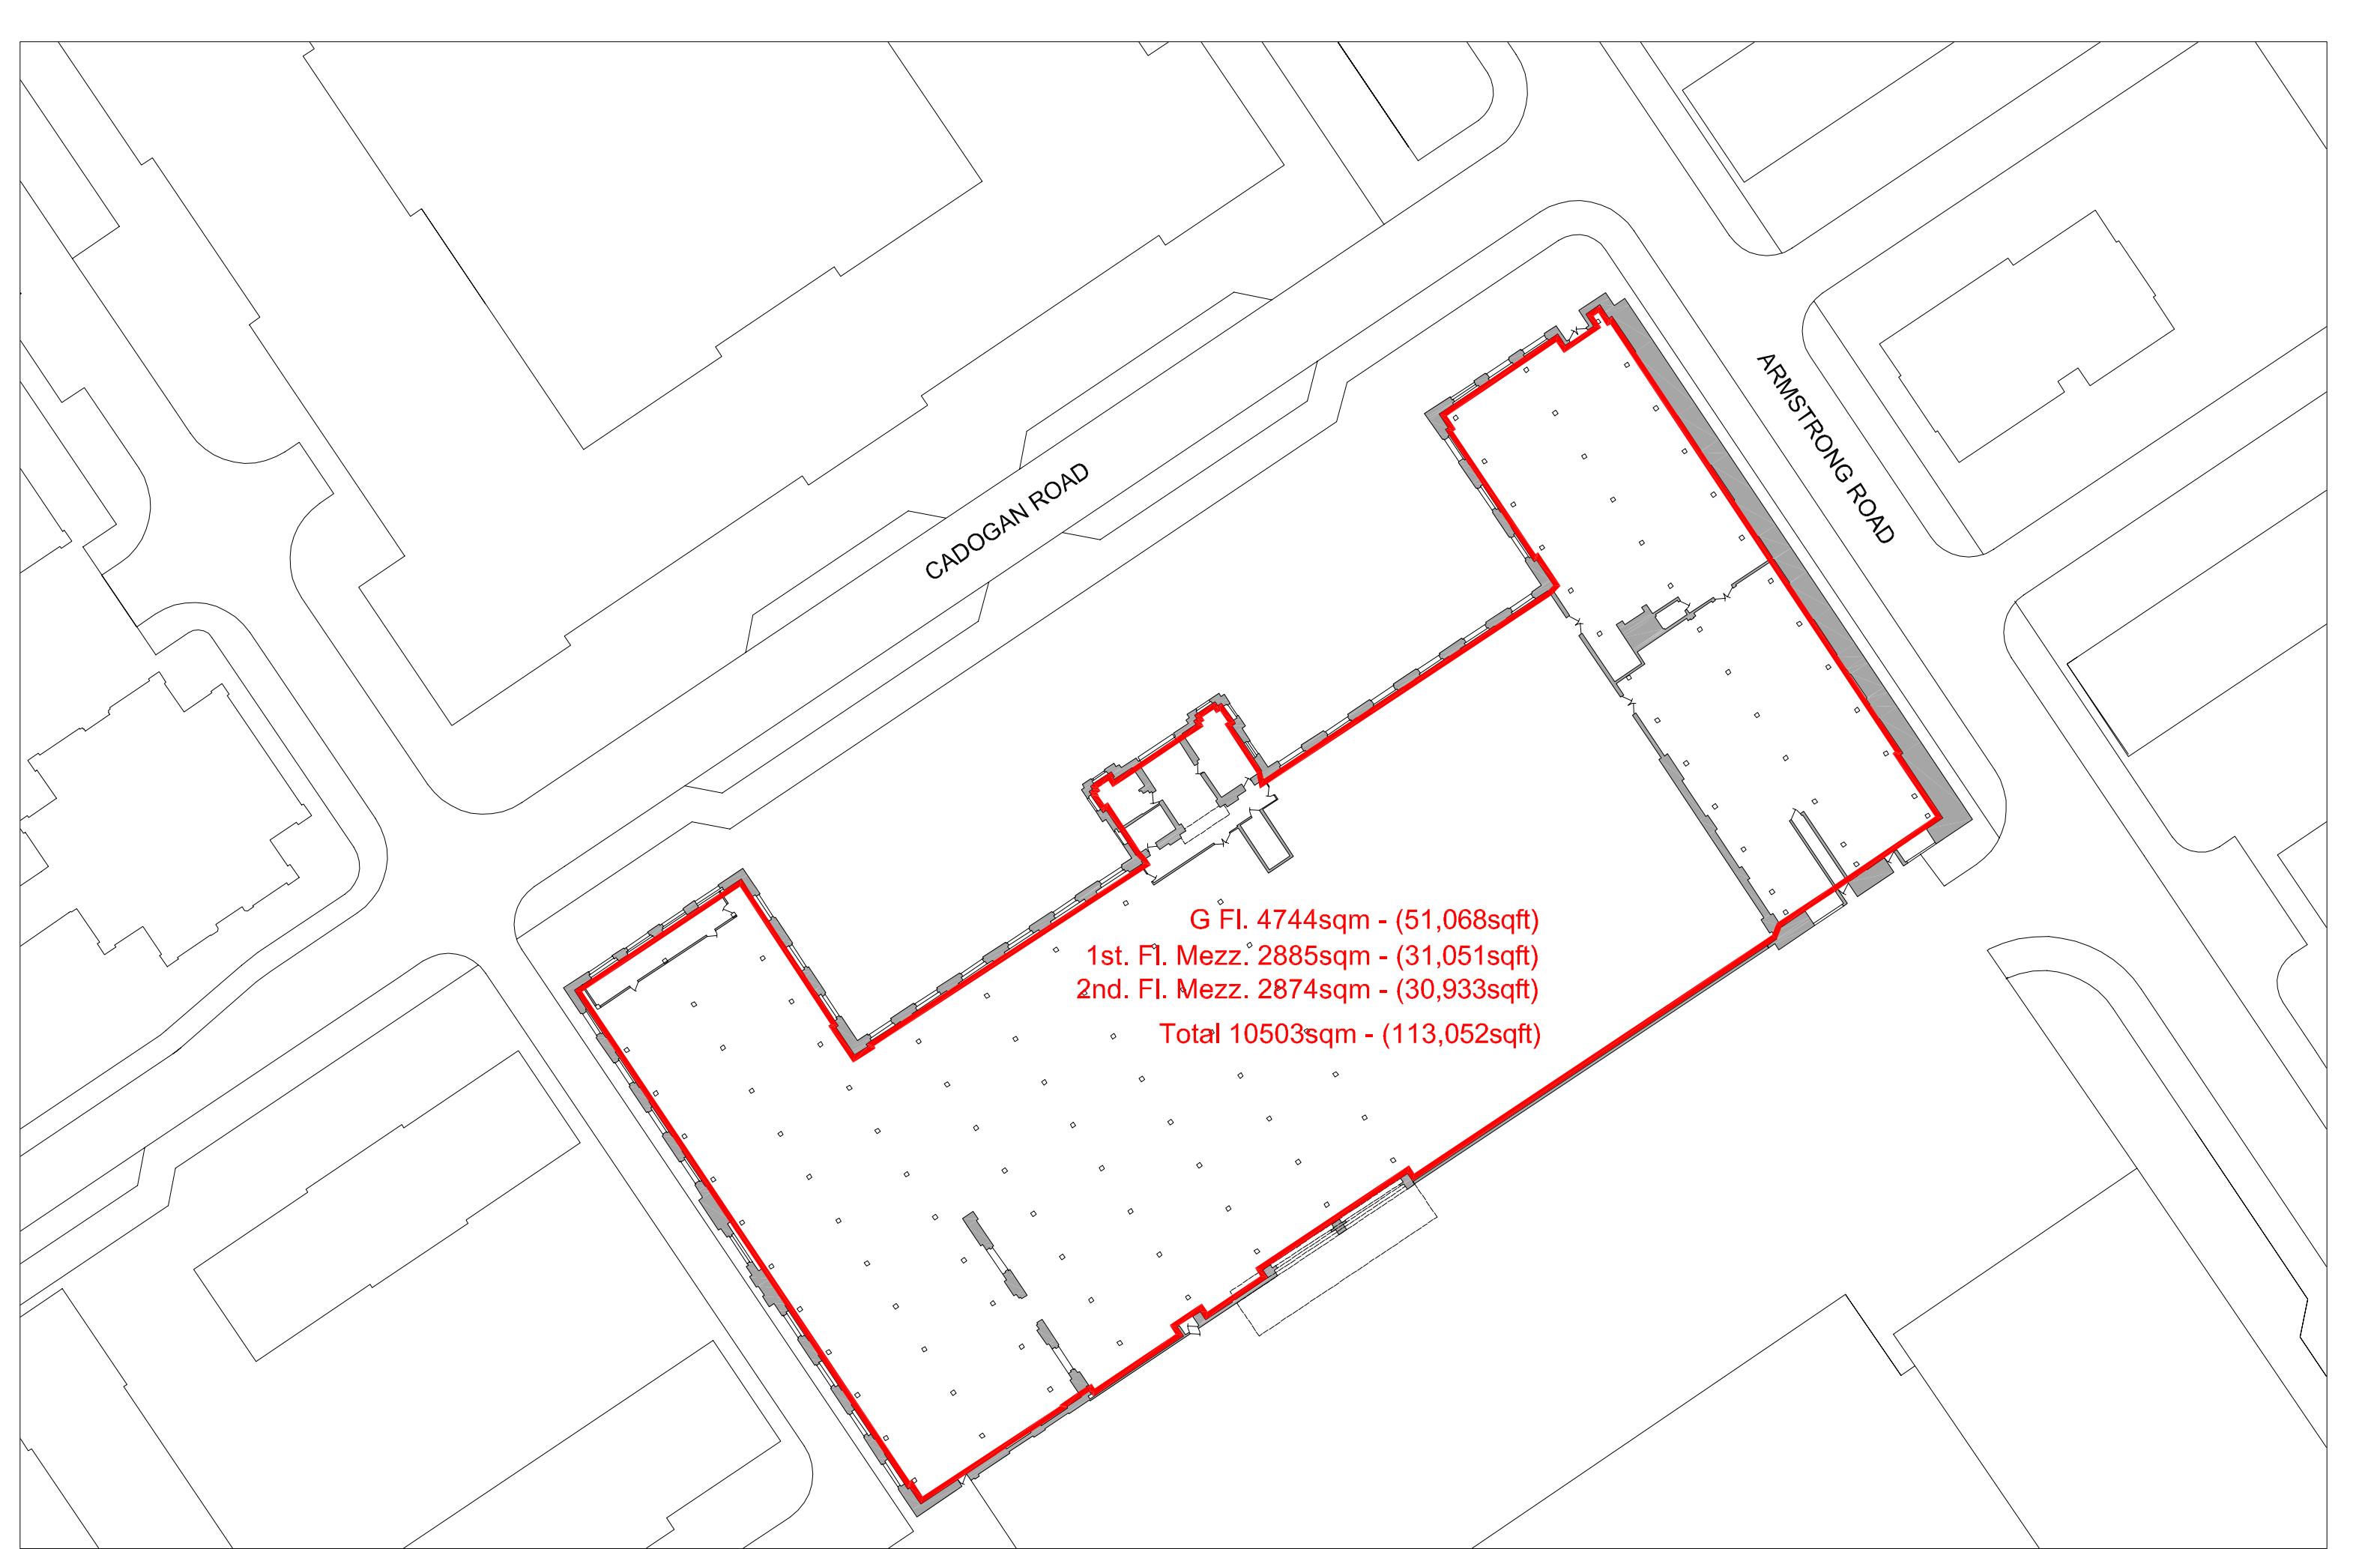 ARMSTRONG ROAD
CADOGAN ROAD
G Fl. 4744sqm - (51,068sqft)
1st. Fl. Mezz. 2885sqm - (31,051sqft)
2nd. Fl. Mezz. 2874sqm - (30,933sqft)
Total 10503sqm - (113,052sqft)